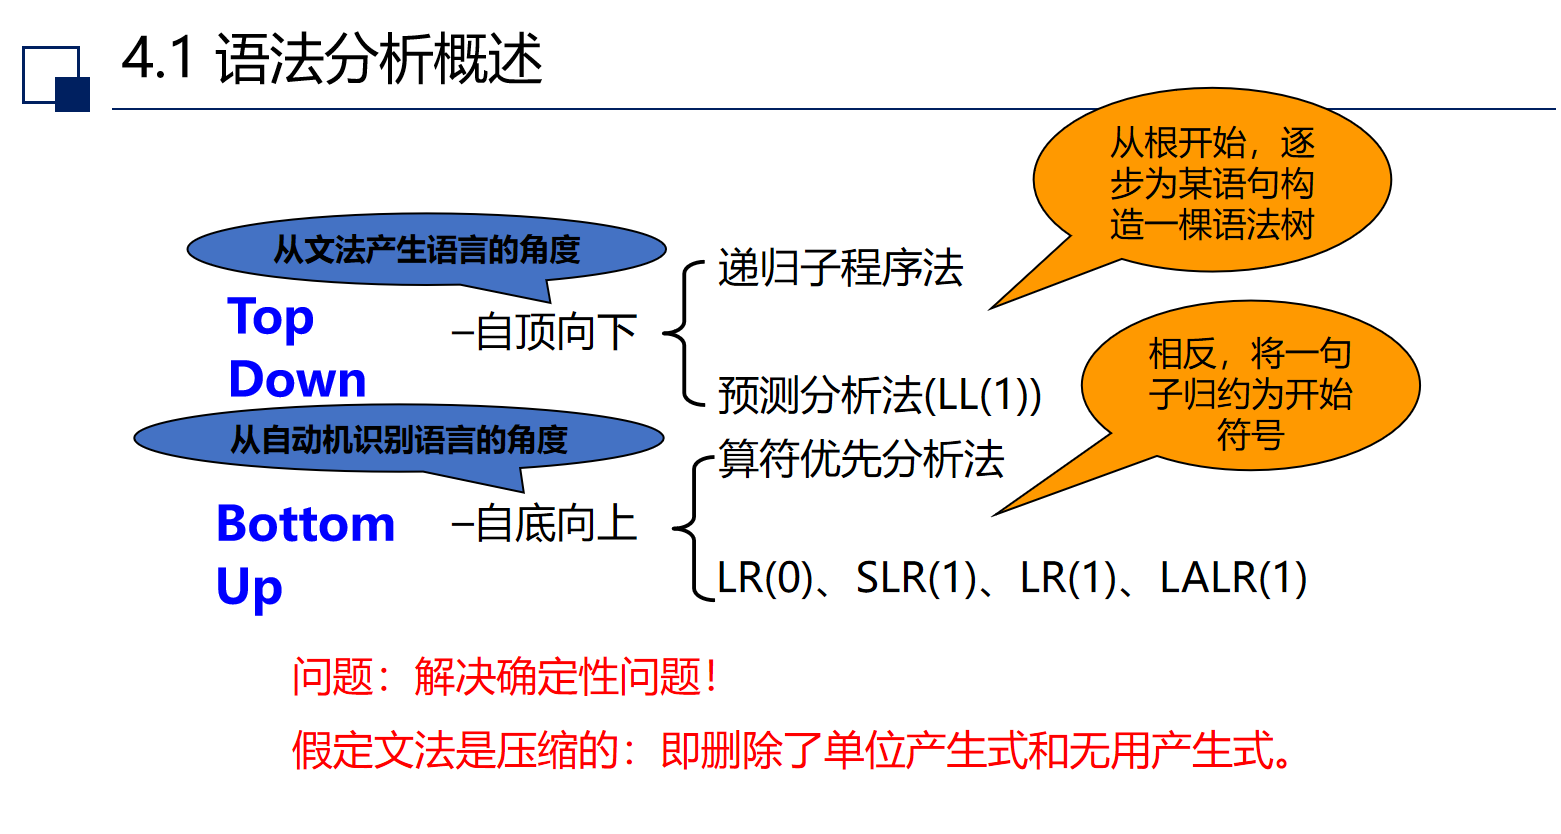 4.1 语法分析概述
从根开始，逐
步为某语句构
造一棵语法树
从文法产生语言的角度
Top
Down
–自顶向下
递归子程序法
预测分析法(LL(1))
相反，将一句
子归约为开始
符号
从自动机识别语言的角度
Bottom
Up
–自底向上
算符优先分析法
LR(0)、SLR(1)、LR(1)、LALR(1)
问题：解决确定性问题！
假定文法是压缩的：即删除了单位产生式和无用产生式。